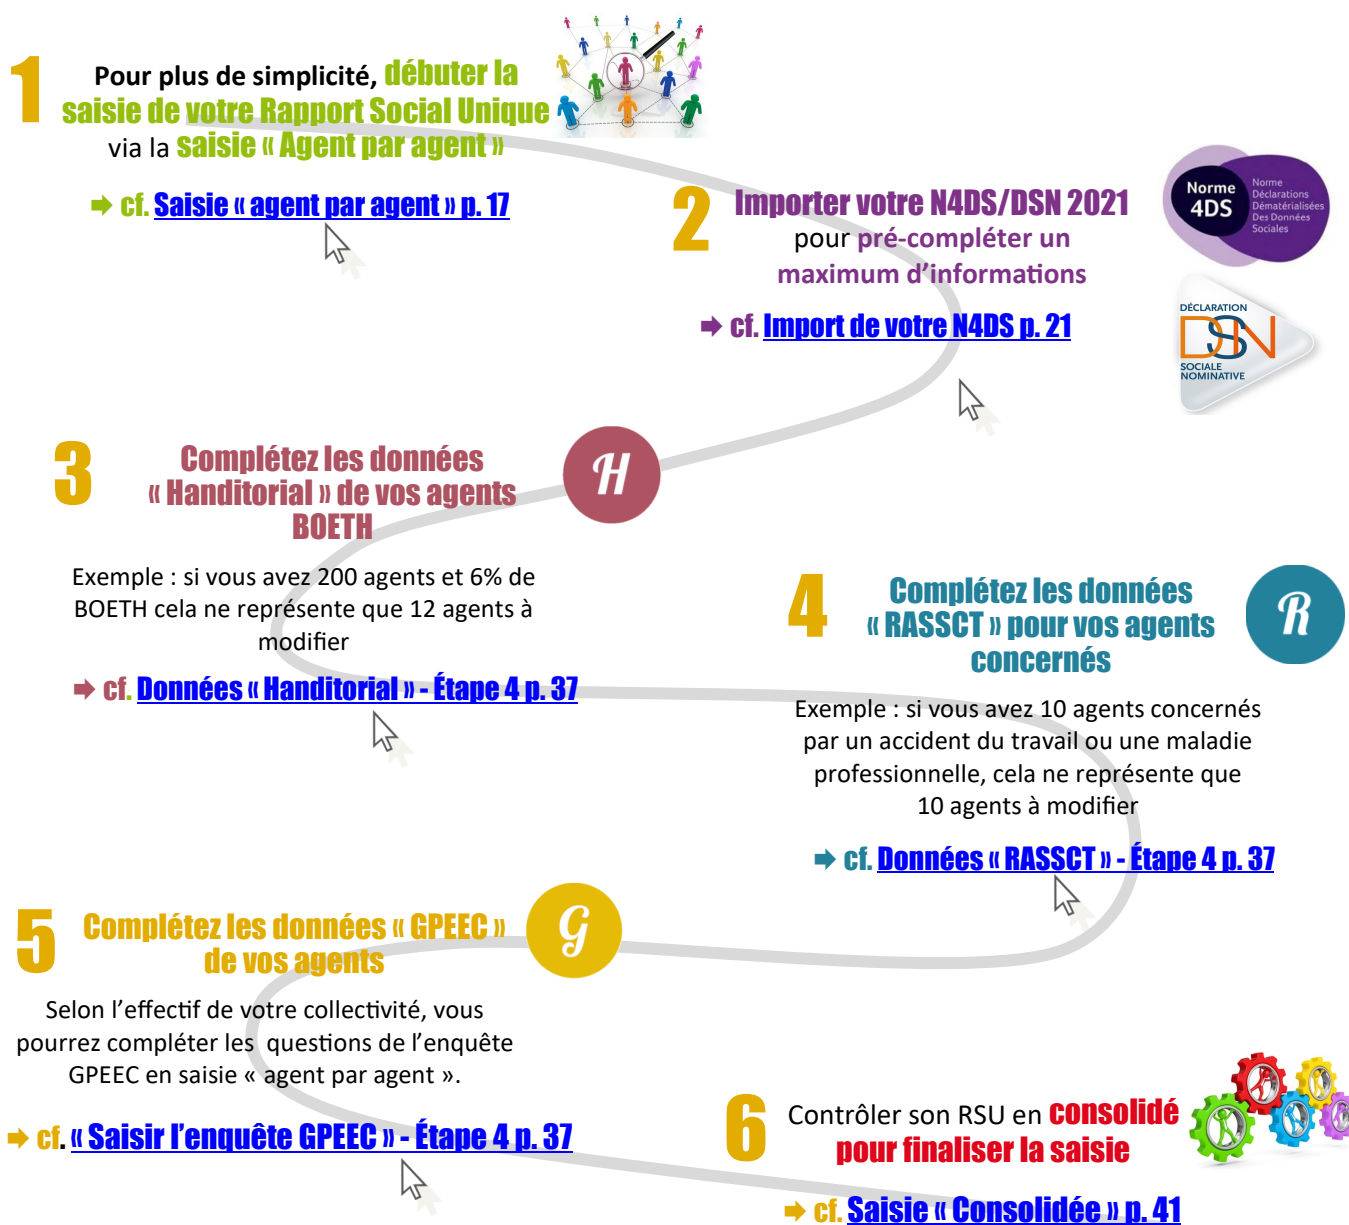 1
Pour plus de simplicité, débuter la
saisie de votre Rapport Social Unique
via la saisie « Agent par agent »
➡ cf. Saisie « agent par agent » p. 17
2
Importer votre N4DS/DSN 2021
pour pré-compléter un
maximum d'informations
➡ cf. Import de votre N4DS p. 21
Norme
4DS
Norme
Déclarations
Dématérialisées
Des Données
Sociales
DÉCLARATION
DSN
SOCIALE
NOMINATIVE
3
Complétez les données
« Handitorial » de vos agents
BOETH
H
Exemple : si vous avez 200 agents et 6% de
BOETH cela ne représente que 12 agents à
modifier
➡ cf. Données « Handitorial » - Étape 4 p. 37
4
Complétez les données
« RASSCT » pour vos agents
concernés
R
Exemple : si vous avez 10 agents concernés
par un accident du travail ou une maladie
professionnelle, cela ne représente que
10 agents à modifier
➡ cf. Données « RASSCT » - Étape 4 p. 37
5
Complétez les données « GPEEC »
de vos agents
G
Selon l'effectif de votre collectivité, vous
pourrez compléter les  questions de l'enquête
GPEEC en saisie « agent par agent ».
➡ cf. « Saisir l'enquête GPEEC » - Étape 4 p. 37
6
Contrôler son RSU en consolidé
pour finaliser la saisie
➡ cf. Saisie « Consolidée » p. 41